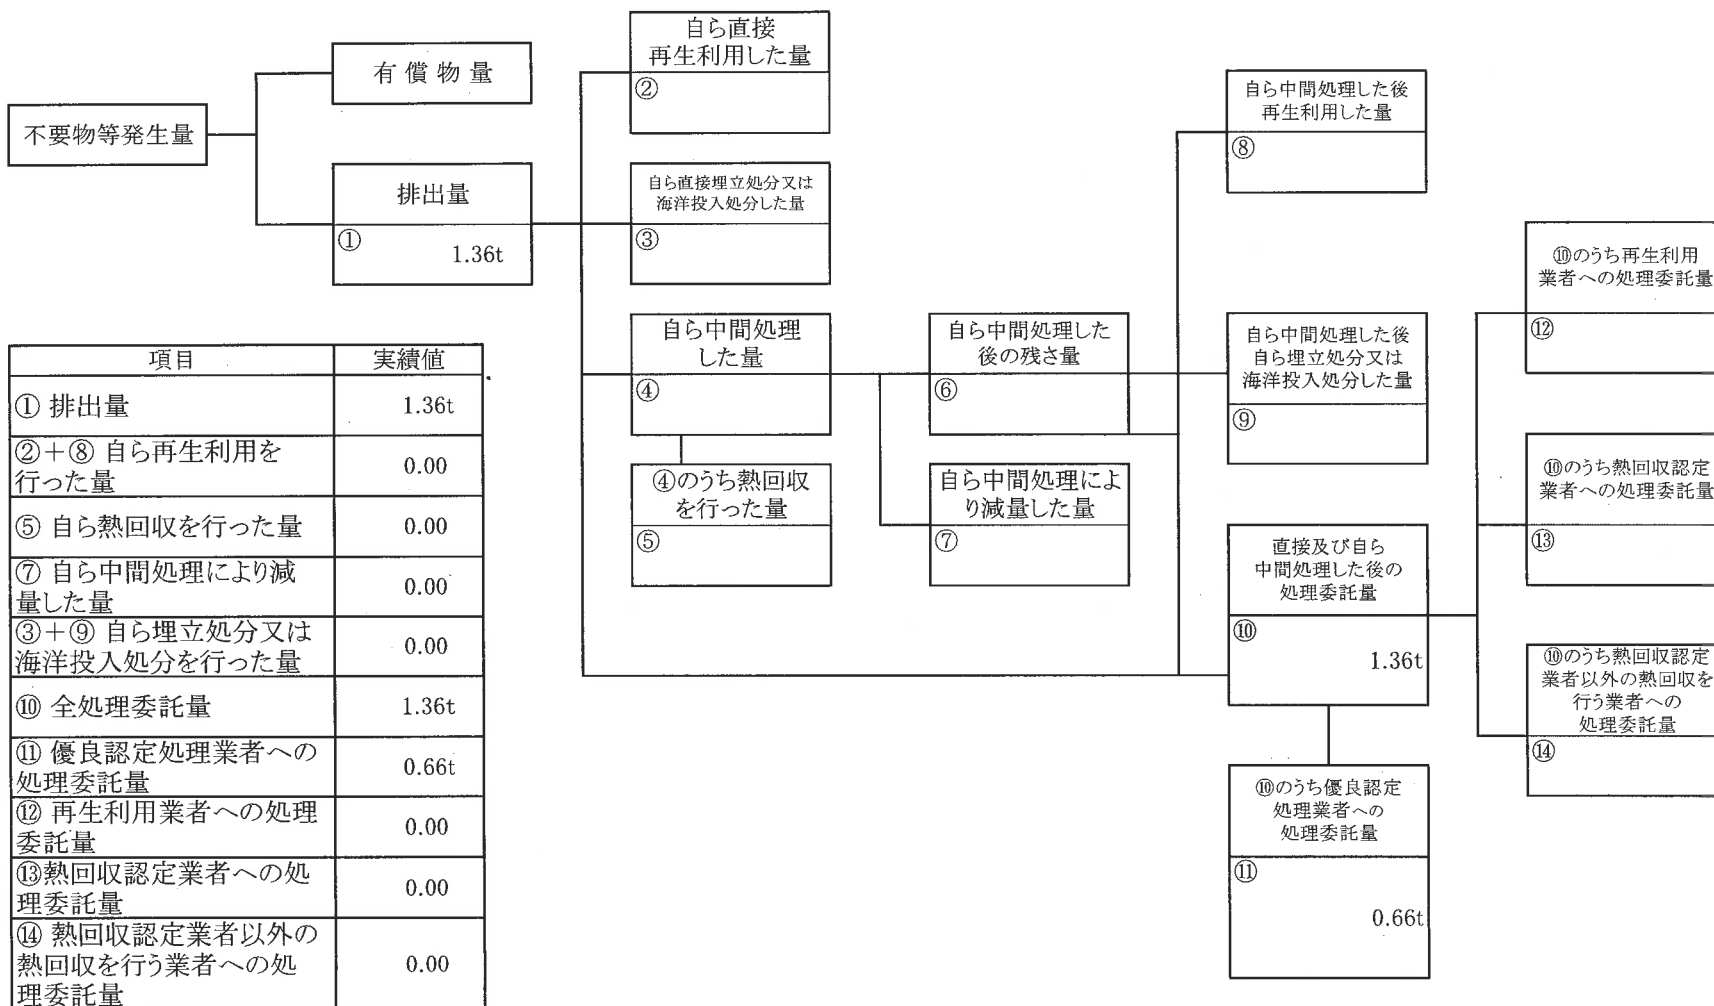 不要物等発生量
有償物量
排出量
①
1.36t
自ら直接
再生利用した量
②
自ら直接埋立処分又は
海洋投入処分した量
③
自ら中間処理
した量
④
④のうち熱回収
を行った量
⑤
自ら中間処理した
後の残さ量
⑥
自ら中間処理によ
り減量した量
⑦
自ら中間処理した後
再生利用した量
⑧
自ら中間処理した後
自ら埋立処分又は
海洋投入処分した量
⑨
直接及び自ら
中間処理した後の
処理委託量
⑩
1.36t
⑩のうち優良認定
処理業者への
処理委託量
⑪
0.66t
⑩のうち再生利用
業者への処理委託量
⑫
⑩のうち熱回収認定
業者への処理委託量
⑬
⑩のうち熱回収認定
業者以外の熱回収を
行う業者への
処理委託量
⑭
項目 実績値
① 排出量 1.36t
②+⑧ 自ら再生利用を
行った量 0.00
⑤ 自ら熱回収を行った量 0.00
⑦ 自ら中間処理により減
量した量 0.00
③+⑨ 自ら埋立処分又は
海洋投入処分を行った量 0.00
⑩ 全処理委託量 1.36t
⑪ 優良認定処理業者への
処理委託量 0.66t
⑫ 再生利用業者への処理
委託量 0.00
⑬熱回収認定業者への処
理委託量 0.00
⑭ 熱回収認定業者以外の
熱回収を行う業者への処
理委託量 0.00